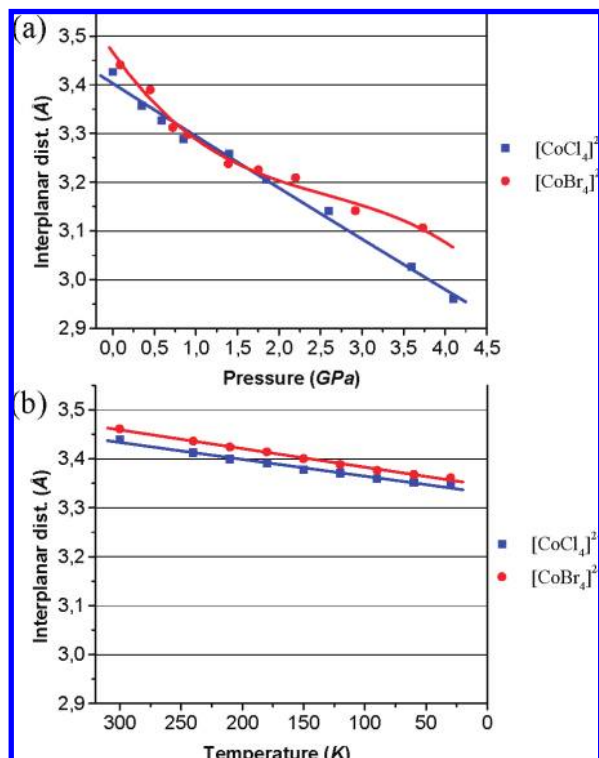 (a)
3,5
3,4
3,3
3,2
3,1
3,0
2,9
Interplanar dist. (Å)
0,0 0,5 1,0 1,5 2,0 2,5 3,0 3,5 4,0 4,5
Pressure (GPa)
[CoCl₄]²
[CoBr₄]²
(b)
3,5
3,4
3,3
3,2
3,1
3,0
2,9
Interplanar dist. (Å)
300 250 200 150 100 50 0
Temperature (K)
[CoCl₄]²
[CoBr₄]²